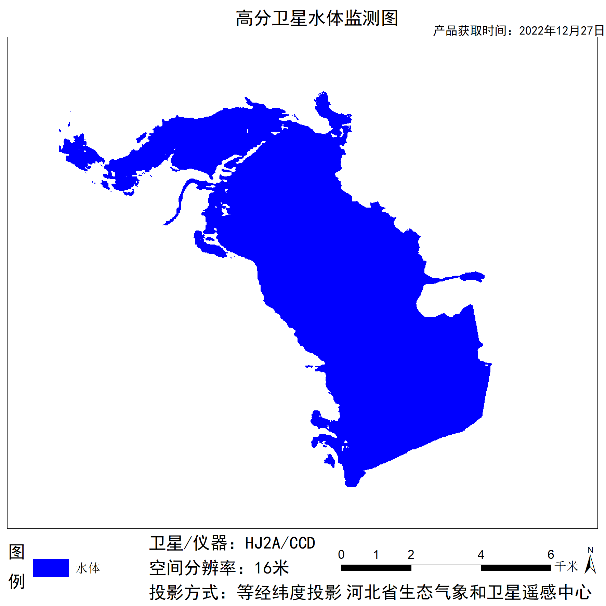 高分卫星水体监测图
产品获取时间：2022年12月27日
图
例
水体
卫星/仪器：HJ2A/CCD
空间分辨率：16米
投影方式：等经纬度投影 河北省生态气象和卫星遥感中心
0 1 2 4 6
千米
N